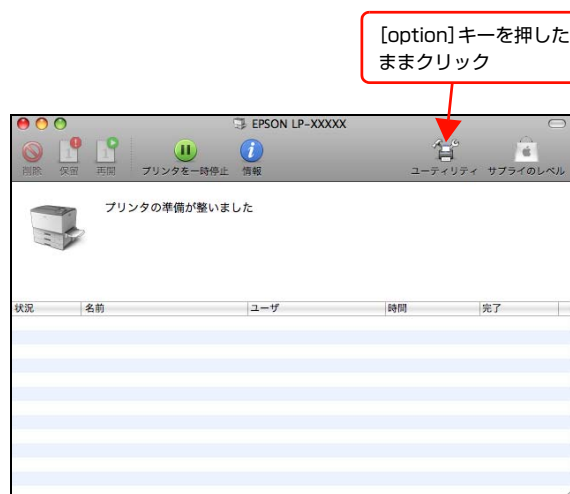 [option]キーを押した
ままクリック
EPSON LP-XXXXX
削除 保留 再開 プリンタを一時停止 情報 ユーティリティ サプライのレベル
プリンタの準備が整いました
状況 名前 ユーザ 時間 完了